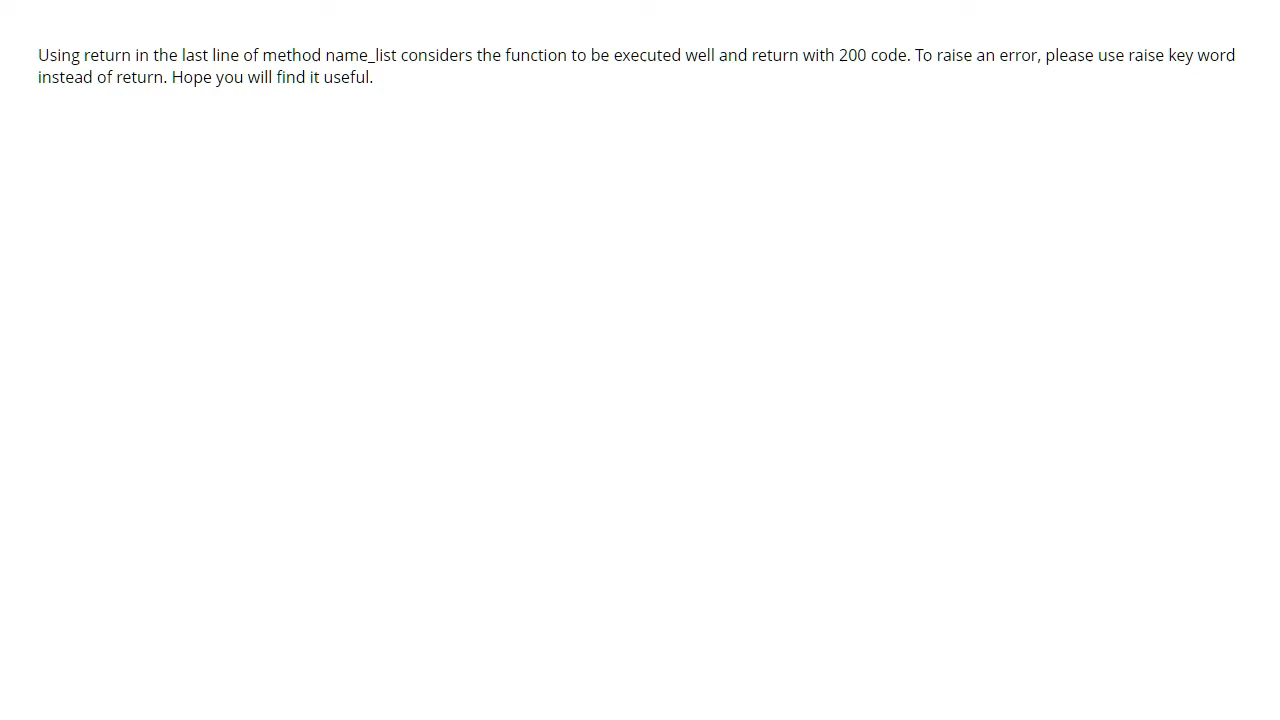 Using return in the last line of method name_list considers the function to be executed well and return with 200 code. To raise an error, please use raise key word
instead of return. Hope you will find it useful.